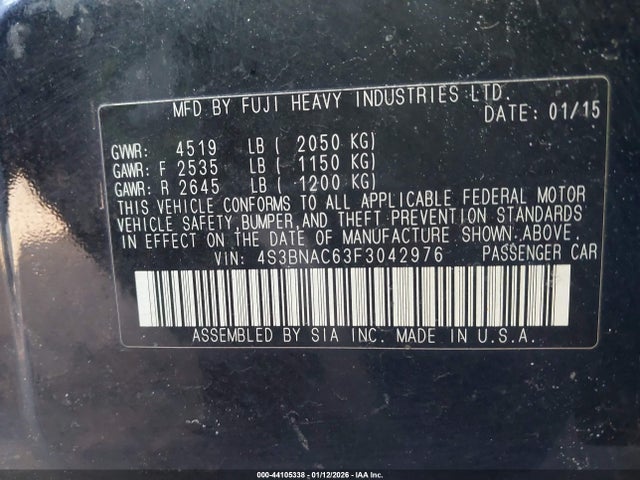 MFD BY FUJI HEAVY INDUSTRIES LTD.
DATE: 01/15
GVWR: 4519 LB ( 2050 KG)
GAWR: F 2535 LB ( 1150 KG)
GAWR: R 2645 LB ( 1200 KG)
THIS VEHICLE CONFORMS TO ALL APPLICABLE FEDERAL MOTOR
VEHICLE SAFETY,BUMPER,AND THEFT PREVENTION STANDARDS
IN EFFECT ON THE DATE OF MANUFACTURE SHOWN ABOVE.
VIN: 4S3BNAC63F3042976 PASSENGER CAR
ASSEMBLED BY SIA INC. MADE IN U.S.A.
000-44105338 - 01/12/2026 - IAA Inc.